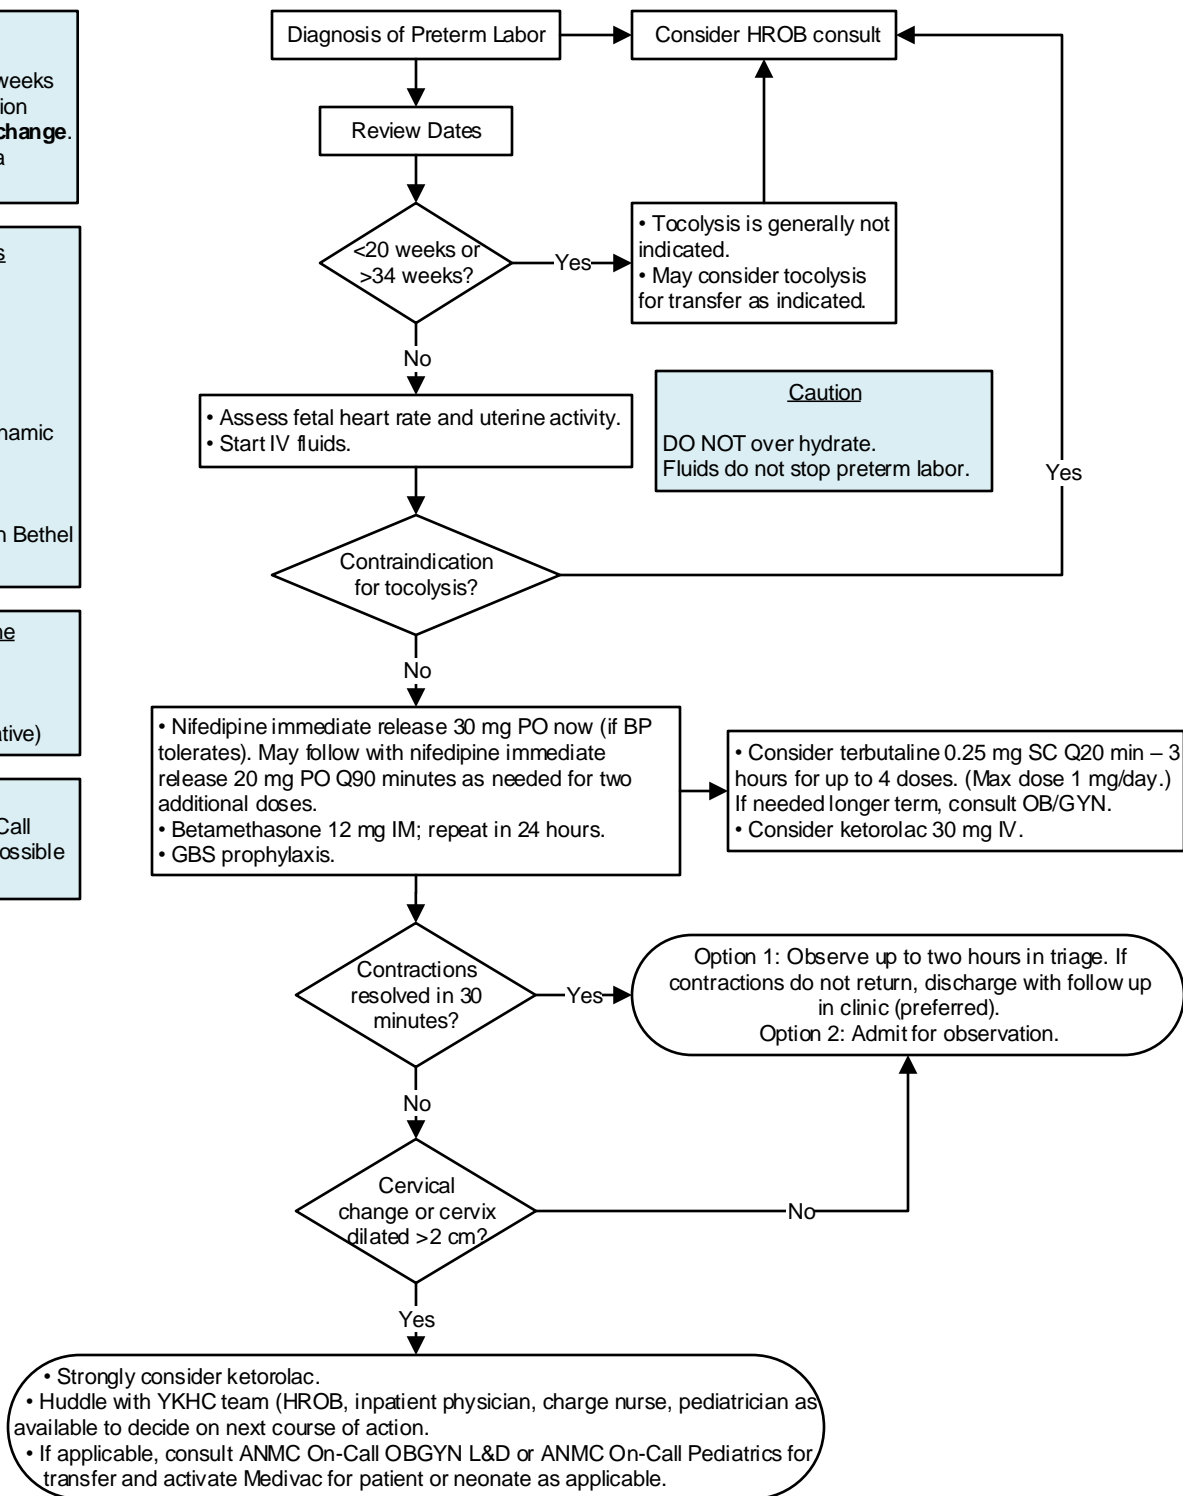 Diagnosis of Preterm Labor
Consider HROB consult
Review Dates
<20 weeks or
>34 weeks?
Yes
• Tocolysis is generally not
indicated.
• May consider tocolysis
for transfer as indicated.
No
• Assess fetal heart rate and uterine activity.
• Start IV fluids.
Caution
DO NOT over hydrate.
Fluids do not stop preterm labor.
Yes
Contraindication
for tocolysis?
No
• Nifedipine immediate release 30 mg PO now (if BP
tolerates). May follow with nifedipine immediate
release 20 mg PO Q90 minutes as needed for two
additional doses.
• Betamethasone 12 mg IM; repeat in 24 hours.
• GBS prophylaxis.
• Consider terbutaline 0.25 mg SC Q20 min – 3
hours for up to 4 doses. (Max dose 1 mg/day.)
If needed longer term, consult OB/GYN.
• Consider ketorolac 30 mg IV.
Contractions
resolved in 30
minutes?
Yes
Option 1: Observe up to two hours in triage. If
contractions do not return, discharge with follow up
in clinic (preferred).
Option 2: Admit for observation.
No
Cervical
change or cervix
dilated >2 cm?
No
Yes
• Strongly consider ketorolac.
• Huddle with YKHC team (HROB, inpatient physician, charge nurse, pediatrician as
available to decide on next course of action.
• If applicable, consult ANMC On-Call OBGYN L&D or ANMC On-Call Pediatrics for
transfer and activate Medivac for patient or neonate as applicable.
weeks
change.
Bethel
Call